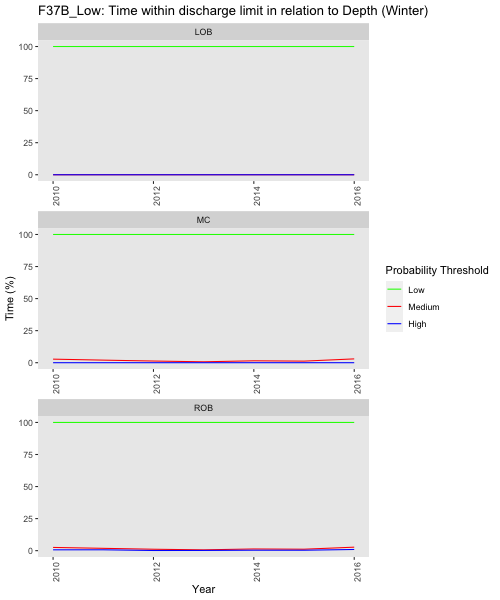 F37B_Low: Time within discharge limit in relation to Depth (Winter)
LOB
100
75
50
25
0
2010
2012
2014
2016
MC
100
75
50
25
0
2010
2012
2014
2016
ROB
100
75
50
25
0
2010
2012
2014
2016
Time (%)
Year
Probability Threshold
Low
Medium
High